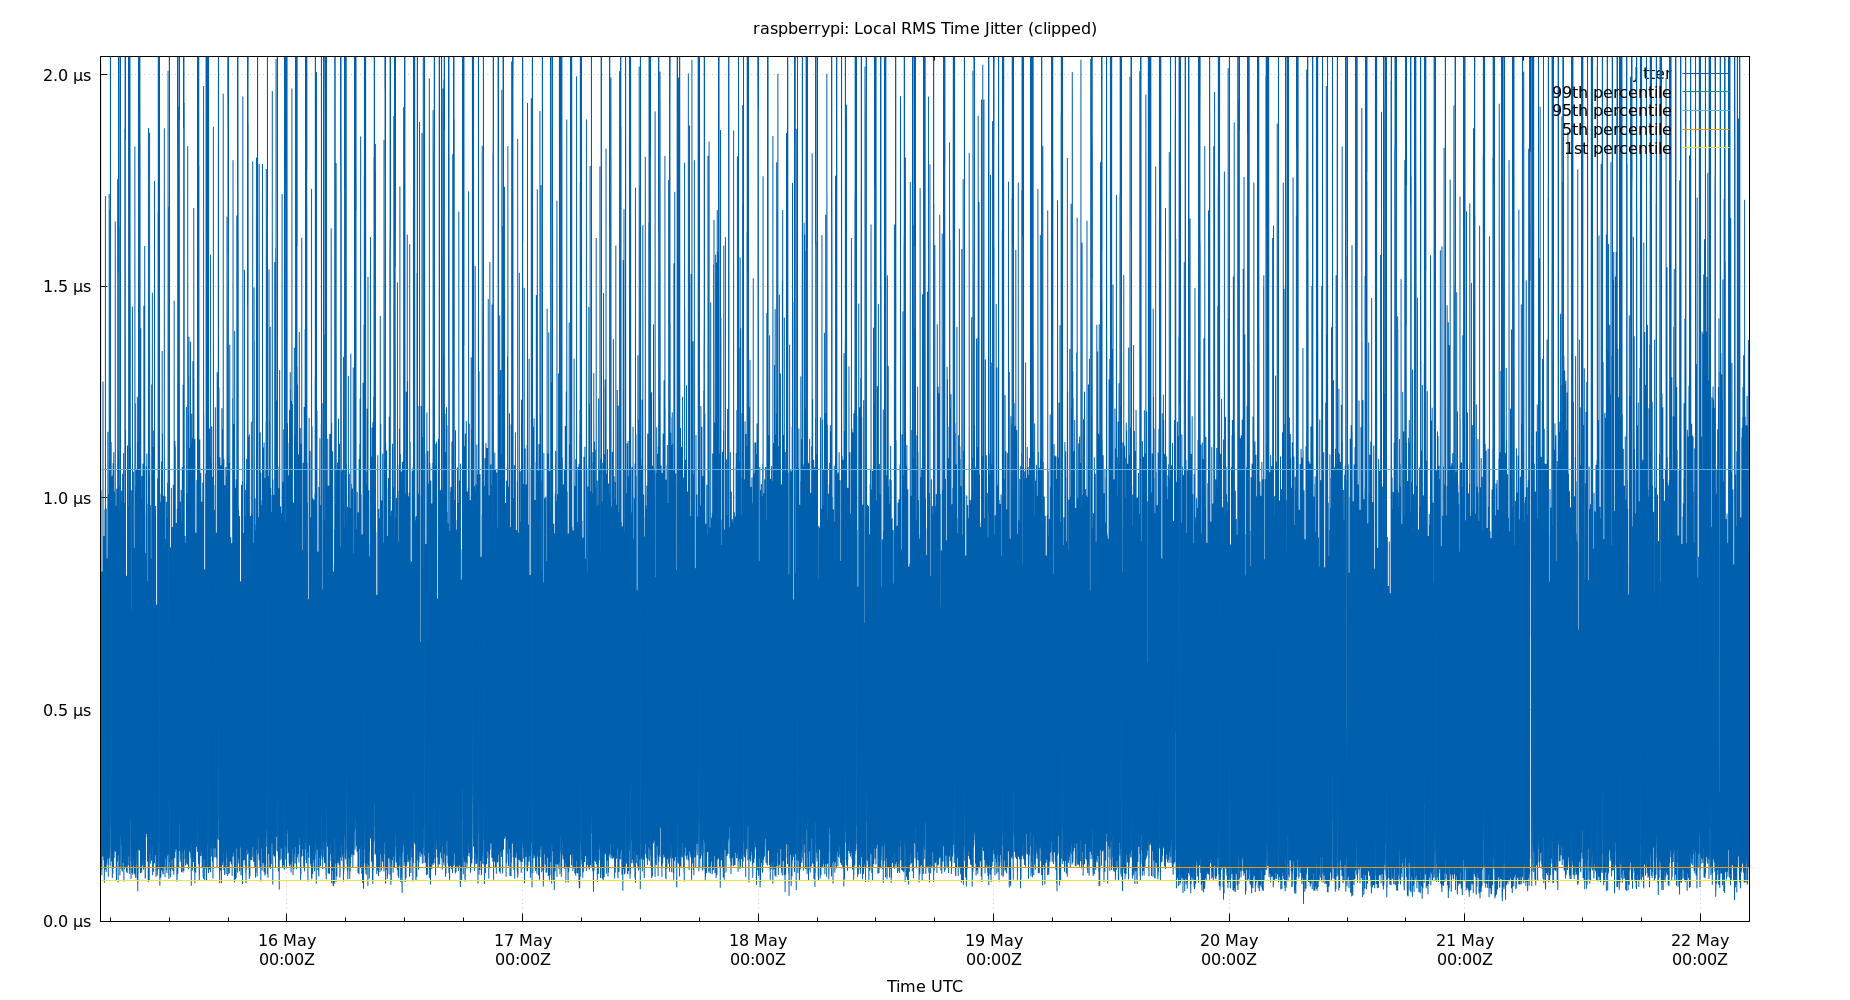 raspberrypi: Local RMS Time Jitter (clipped)
2.0 µs
1.5 µs
1.0 µs
0.5 µs
0.0 µs
Jitter
99th percentile
95th percentile
5th percentile
1st percentile
16 May
00:00Z
17 May
00:00Z
18 May
00:00Z
19 May
00:00Z
20 May
00:00Z
21 May
00:00Z
22 May
00:00Z
Time UTC